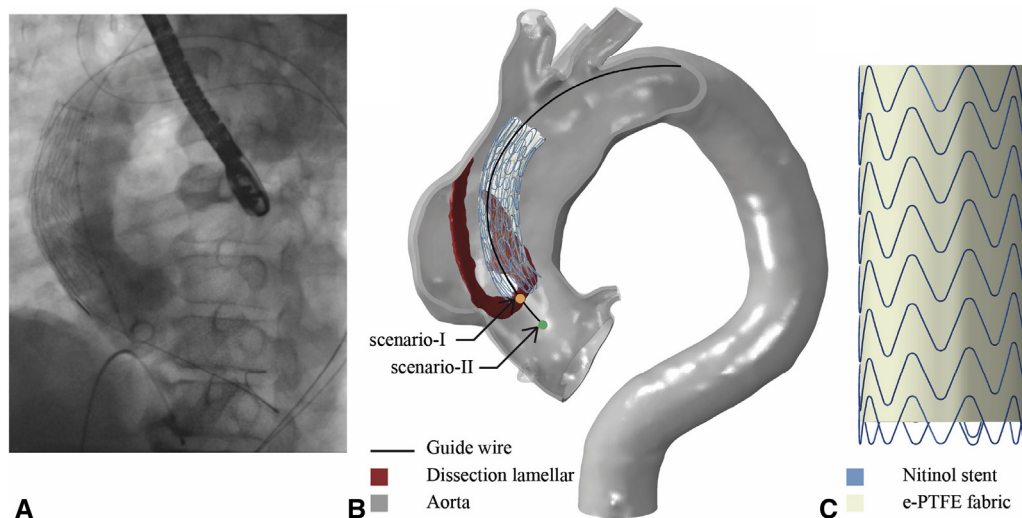 scenario-I
scenario-II
Guide wire
Dissection lamellar
Aorta
Nitinol stent
e-PTFE fabric
A
B
C